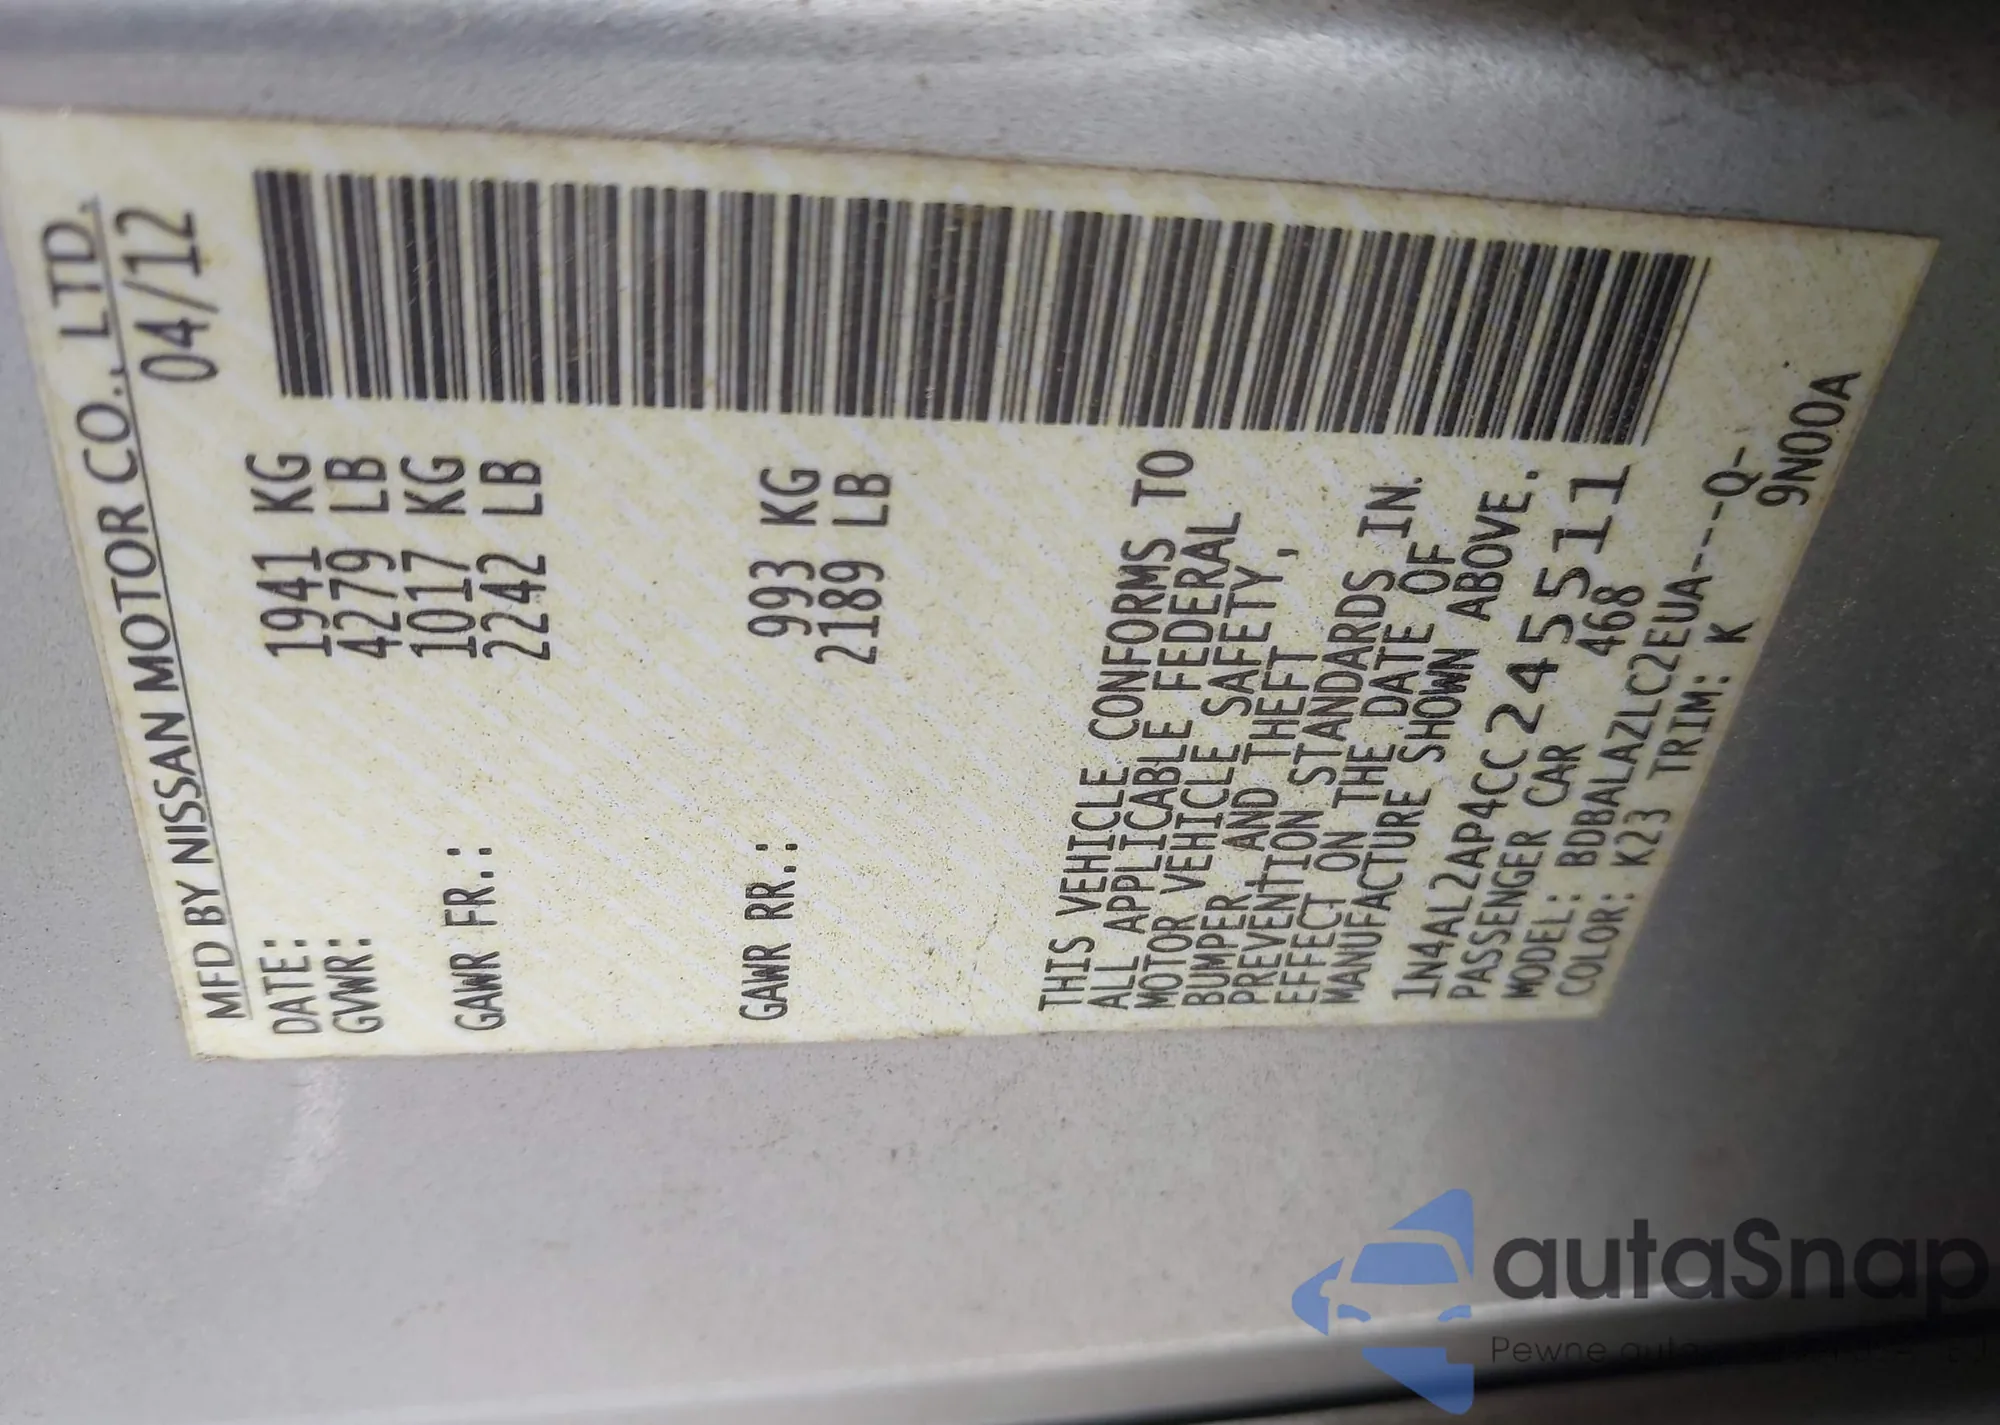 MFD BY NISSAN MOTOR CO., LTD.
DATE: 04/12
GVWR: 1941 KG
4279 LB
GAWR FR.: 1017 KG
2242 LB
GAWR RR.: 993 KG
2189 LB
THIS VEHICLE CONFORMS TO
ALL APPLICABLE FEDERAL
MOTOR VEHICLE SAFETY,
BUMPER AND THEFT
PREVENTION STANDARDS IN
EFFECT ON THE DATE OF
MANUFACTURE SHOWN ABOVE.
1N4AL2AP4CC245511
PASSENGER CAR 468
MODEL: BDBALAZLC2EUA----Q-
COLOR: K23 TRIM: K 9N00A
autaSnap
Pewne